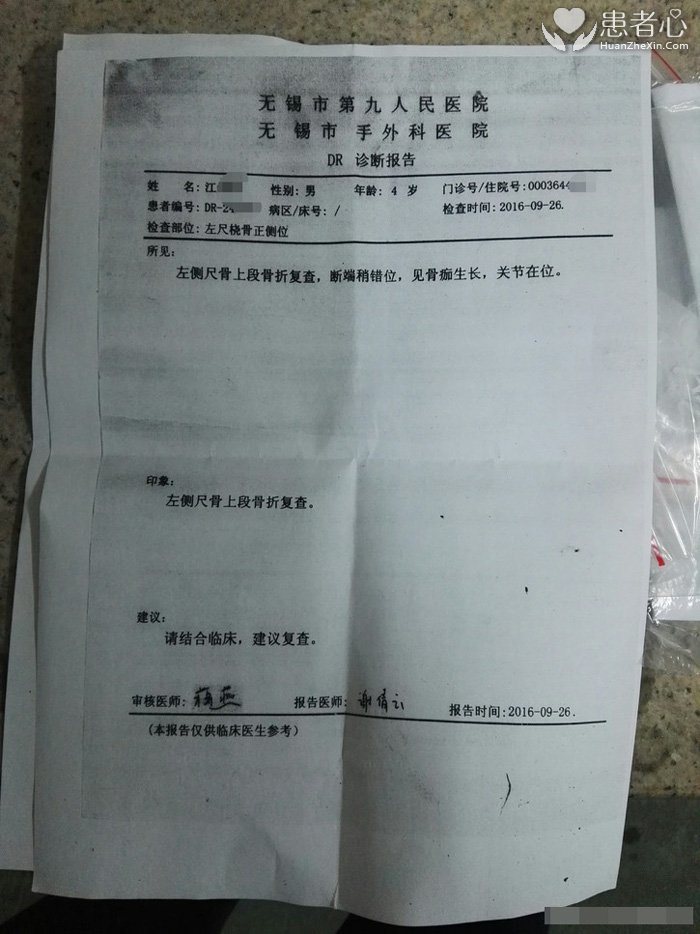 患者心
HuanZheXin.Com
无锡市第九人民医院
无锡市手外科医院
DR 诊断报告
姓 名: 江 性别: 男 年龄: 4 岁 门诊号/住院号: 0003644
患者编号: DR-24 病区/床号: / 检查时间: 2016-09-26.
检查部位: 左尺桡骨正侧位
所见:
左侧尺骨上段骨折复查，断端稍错位，见骨痂生长，关节在位。
印象:
左侧尺骨上段骨折复查。
建议:
请结合临床，建议复查。
审核医师: 报告医师: 报告时间: 2016-09-26.
(本报告仅供临床医生参考)